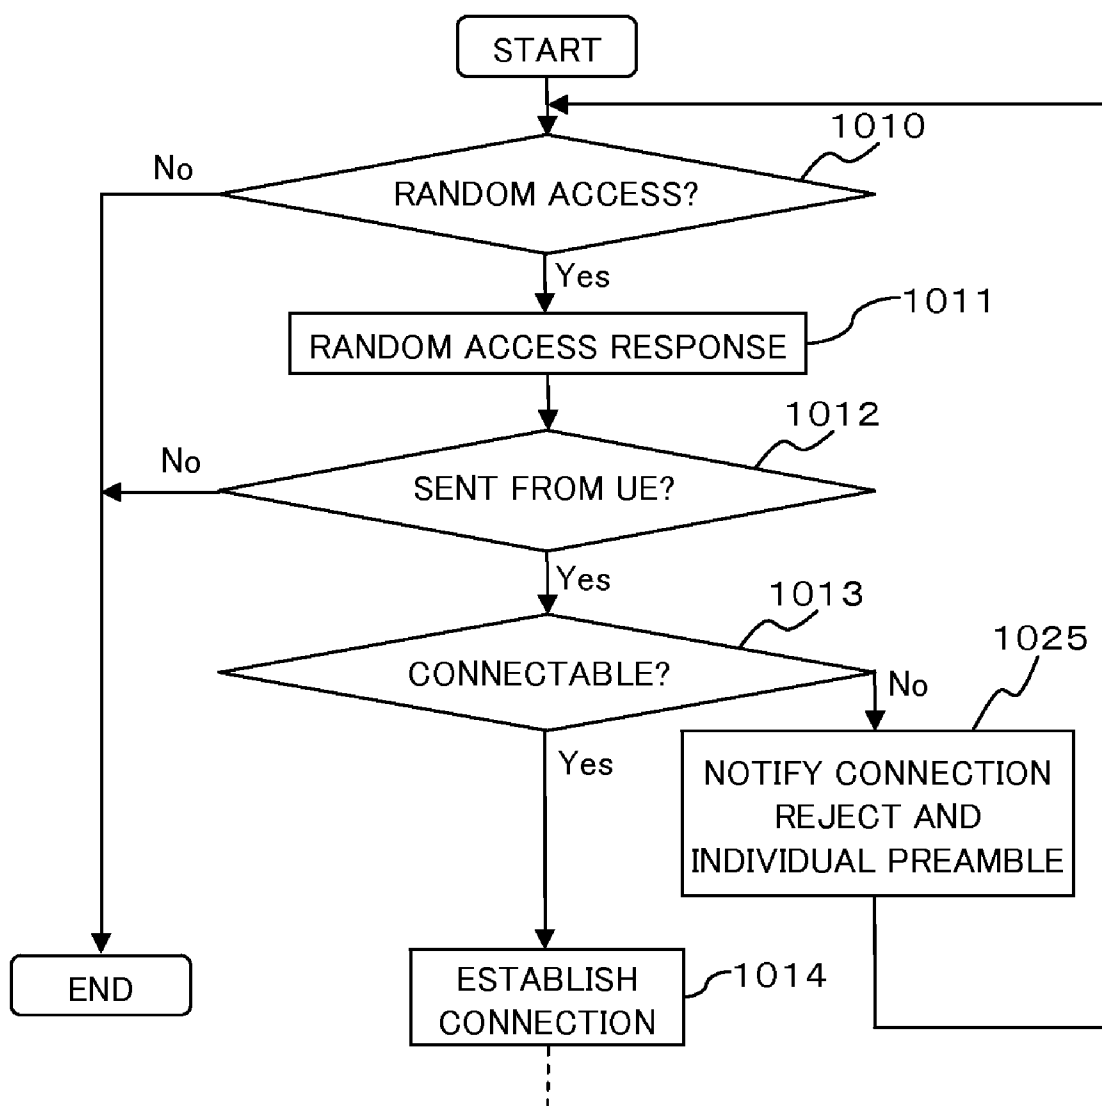 START
1010
No
RANDOM ACCESS?
Yes
1011
RANDOM ACCESS RESPONSE
1012
No
SENT FROM UE?
Yes
1013
CONNECTABLE?
No
1025
Yes
NOTIFY CONNECTION
REJECT AND
INDIVIDUAL PREAMBLE
END
ESTABLISH
CONNECTION
1014